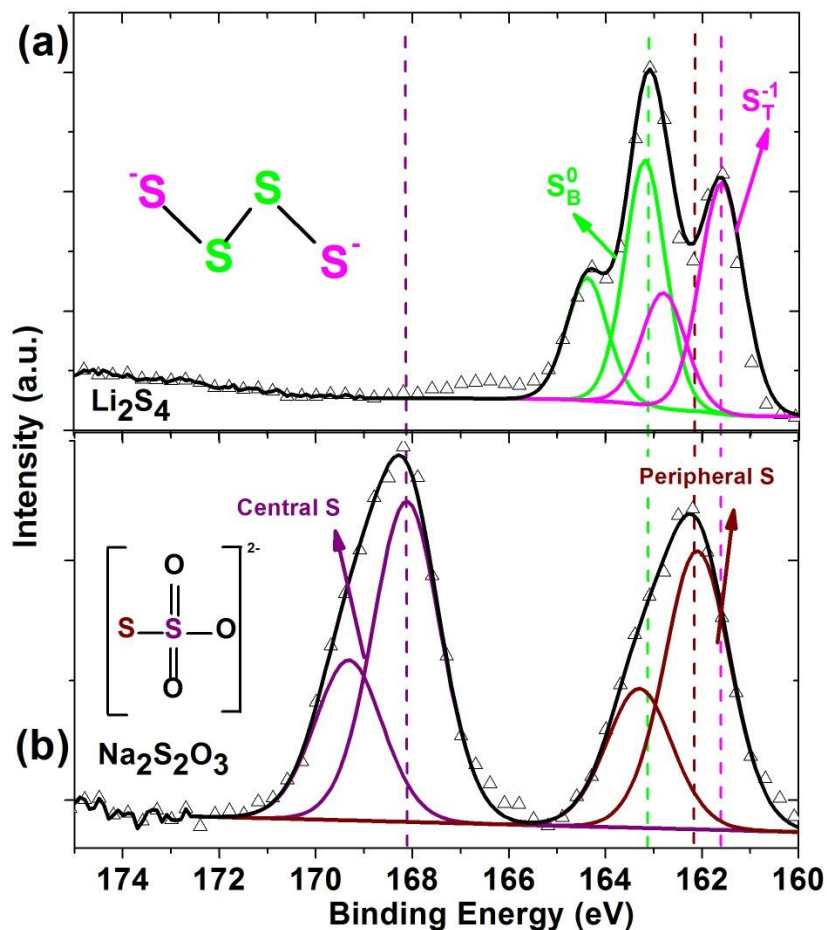 (a)
S_B^0
S_T^-1
-S
S
S
S-
Li2S4
Intensity (a.u.)
(b)
Central S
Peripheral S
2-
O
S
S
O
O
Na2S2O3
174 172 170 168 166 164 162 160
Binding Energy (eV)